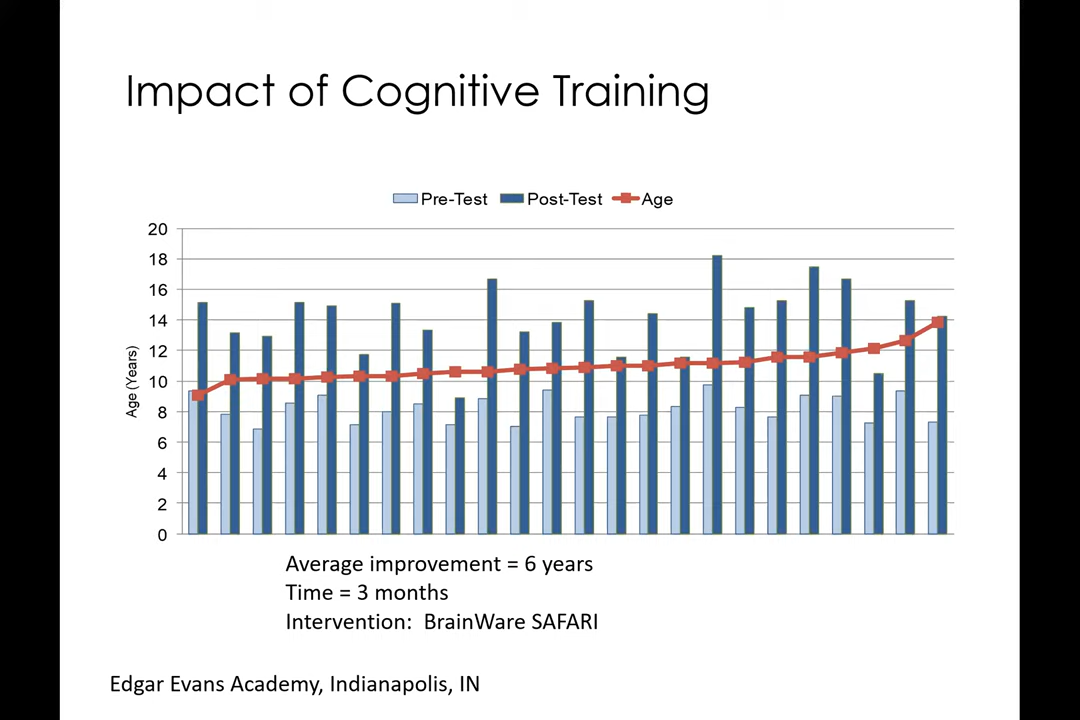 Impact of Cognitive Training
Pre-Test Post-Test Age
20
18
16
14
12
10
8
6
4
2
0
Age (Years)
Average improvement = 6 years
Time = 3 months
Intervention: BrainWare SAFARI
Edgar Evans Academy, Indianapolis, IN